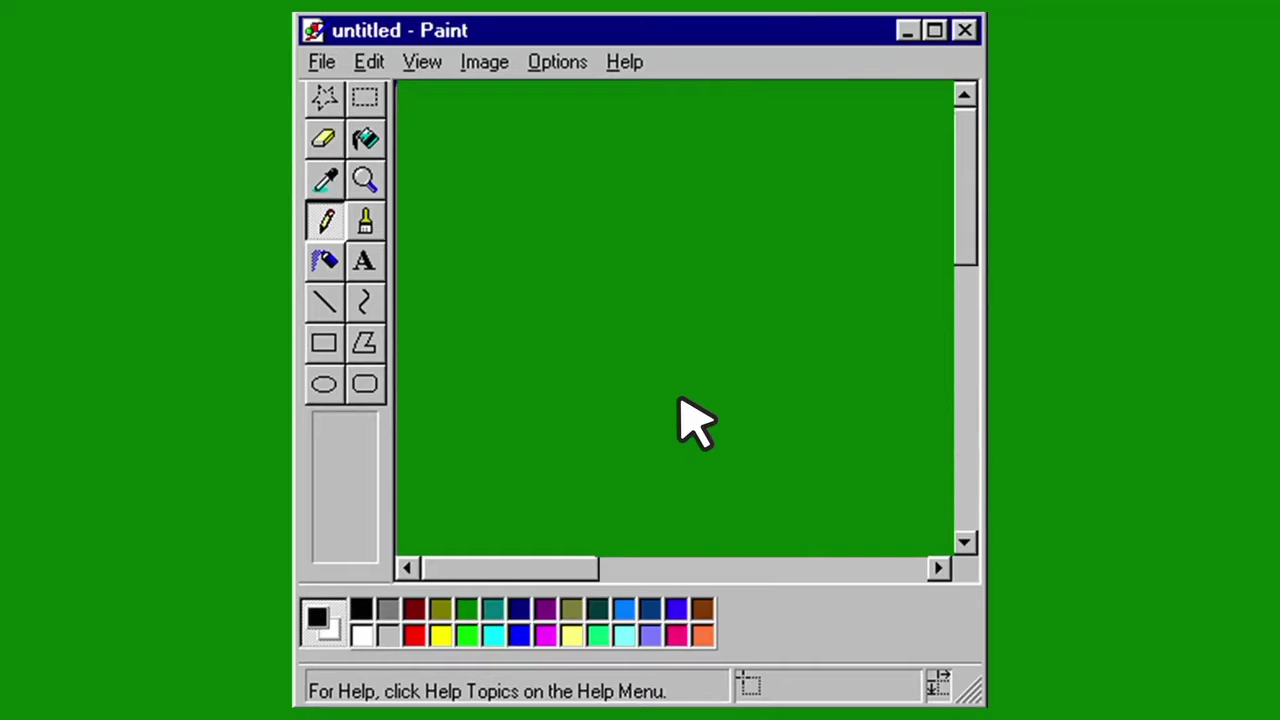 untitled - Paint
File Edit View Image Options Help
A
For Help, click Help Topics on the Help Menu.